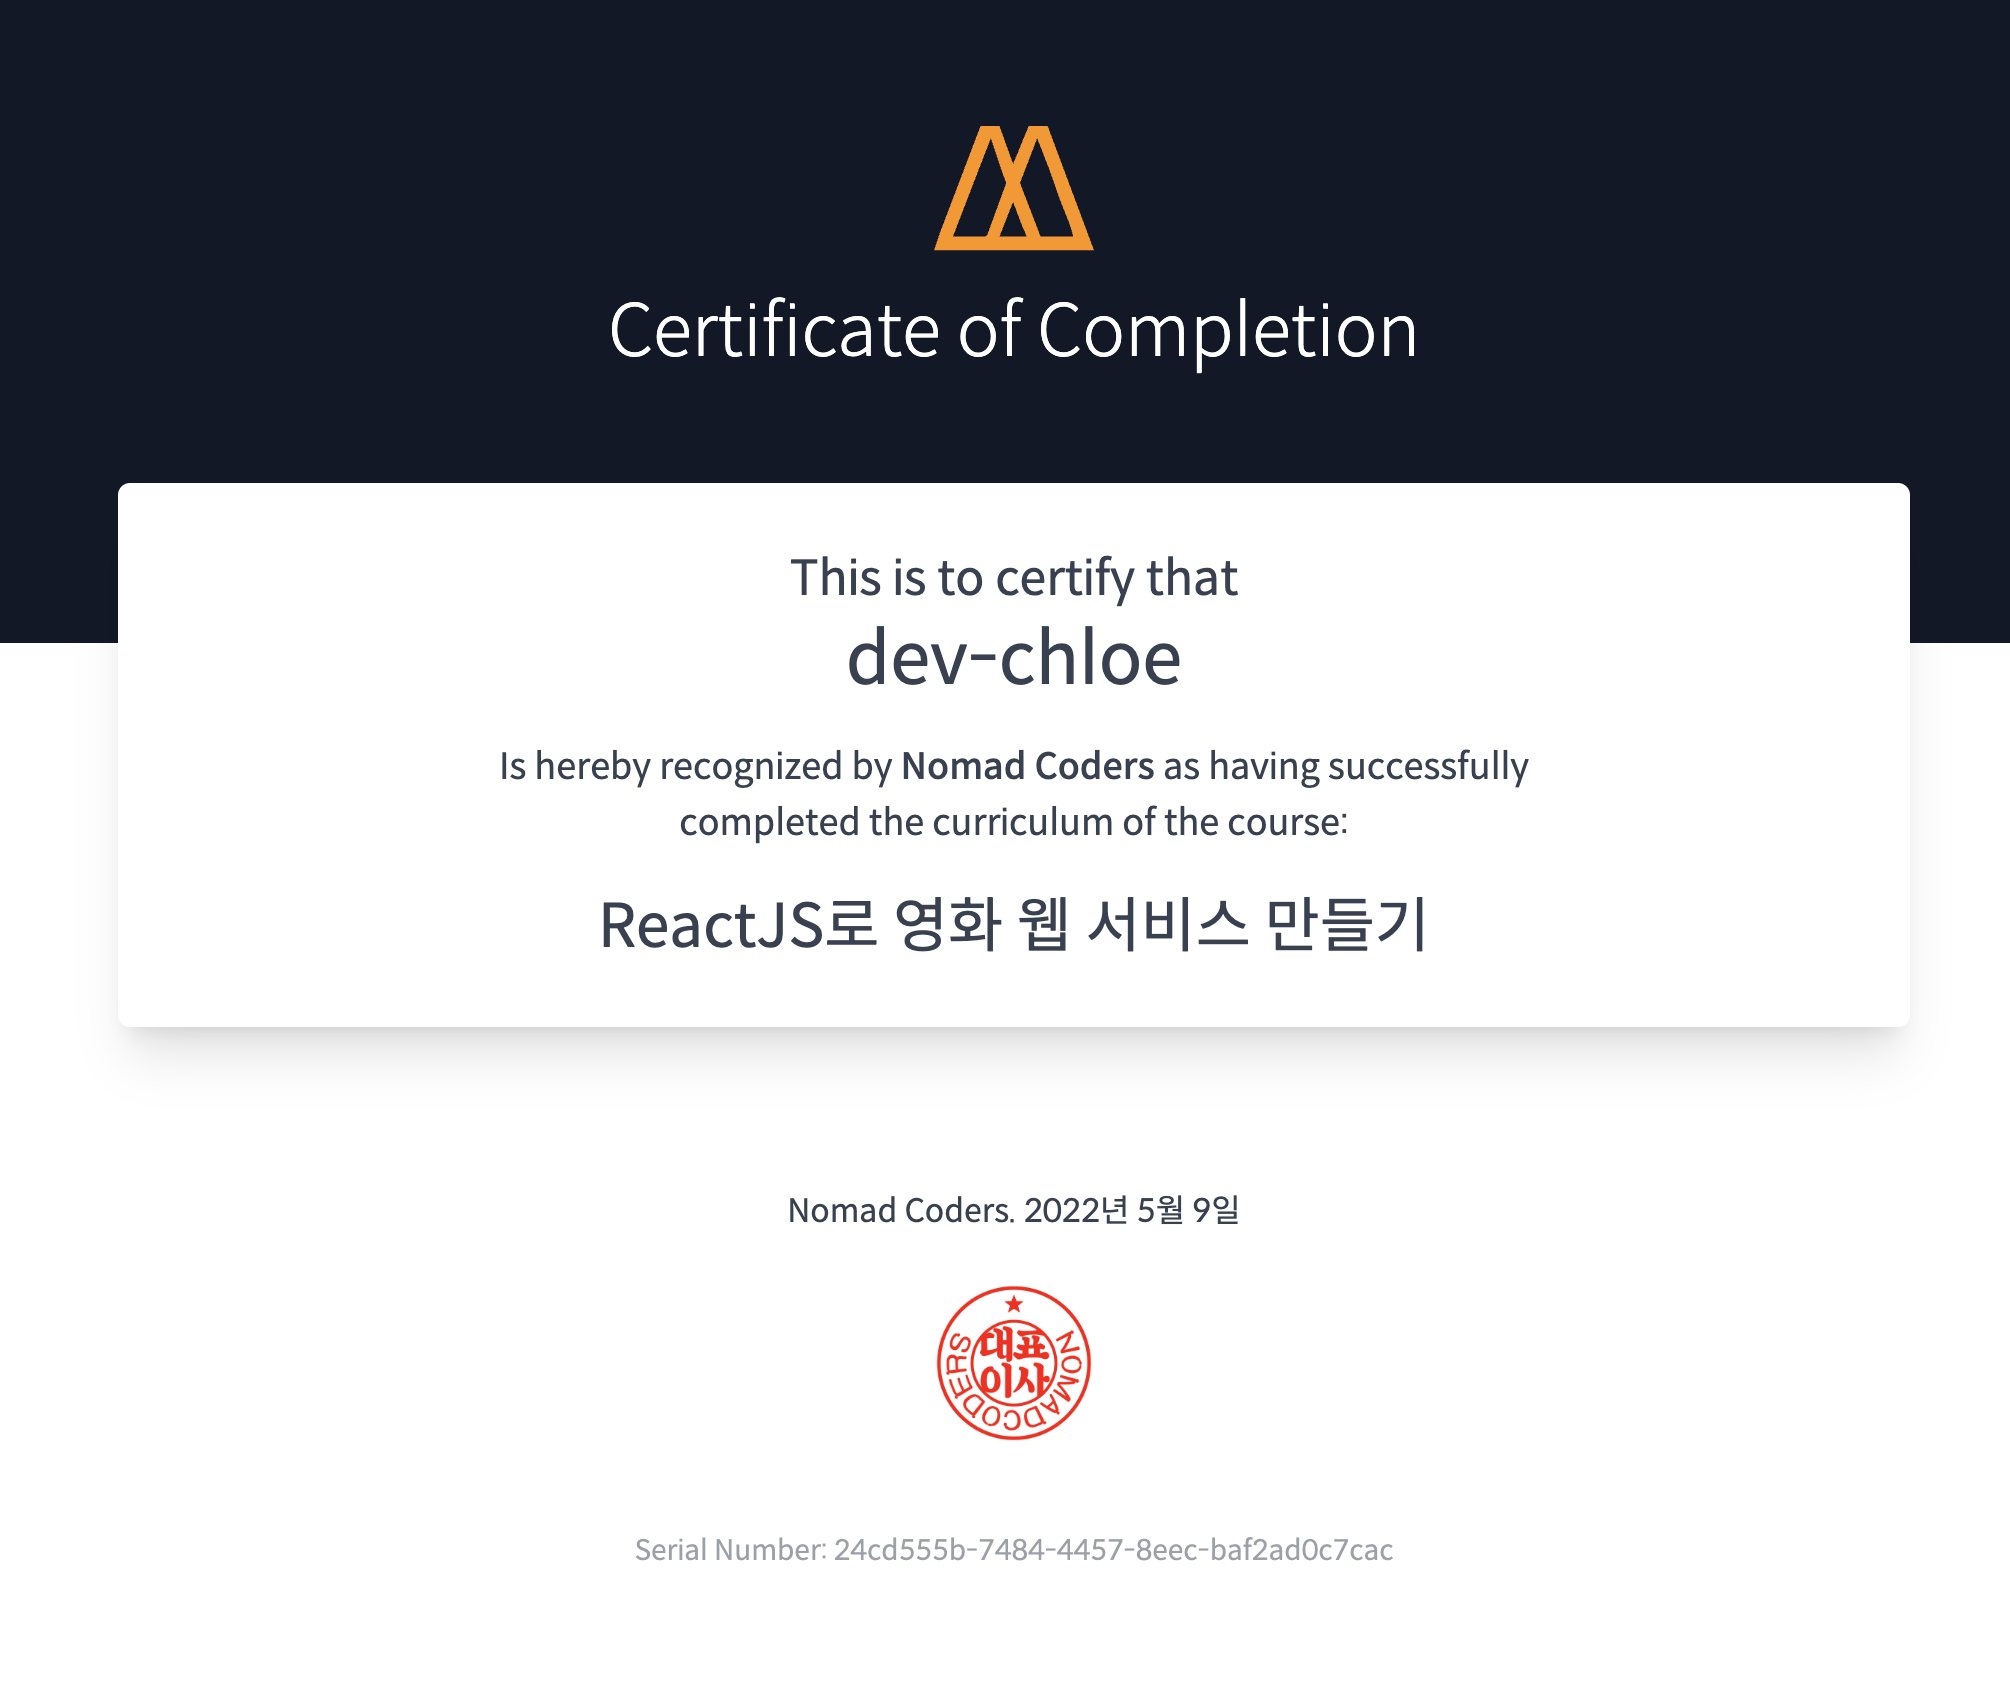 Certificate of Completion
This is to certify that
dev-chloe
Is hereby recognized by Nomad Coders as having successfully
completed the curriculum of the course:
ReactJS로 영화 웹 서비스 만들기
Nomad Coders. 2022년 5월 9일
NOMADCODERS
대표
이사
Serial Number: 24cd555b-7484-4457-8eec-baf2ad0c7cac